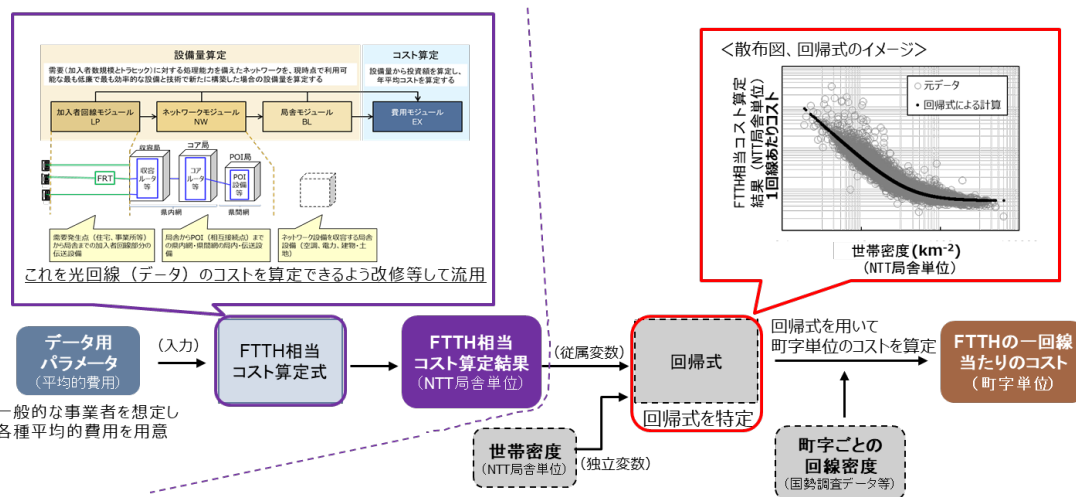 設備量算定
コスト算定
需要(加入者数規模とトラヒック)に対する処理能力を備えたネットワークを、現時点で利用可
能な最も低廉で最も効率的な設備と技術で新たに構築した場合の設備量を算定する
設備量から投資額を算定し、
年平均コストを算定する
加入者回線モジュール
LP
ネットワークモジュール
NW
局舎モジュール
BL
費用モジュール
EX
収容局
コア局
POI局
FRT
収容
ルータ
等
コア
ルータ
等
POI
設備
等
県内網
県間網
需要発生点(住宅、事業所等)
から局舎までの加入者回線部分の
伝送設備
局舎からPOI(相互接続点)まで
の県内網・県間網の局内・伝送設
備
ネットワーク設備を収容する局舎
設備(空調、電力、建物・土
地)
これを光回線(データ)のコストを算定できるよう改修等して流用
<散布図、回帰式のイメージ>
元データ
回帰式による計算
FTTH相当コスト算定
結果(NTT局舎単位)
1回線あたりコスト
世帯密度(km-2)
(NTT局舎単位)
データ用
パラメータ
(平均的費用)
(入力)
FTTH相当
コスト算定式
FTTH相当
コスト算定結果
(NTT局舎単位)
(従属変数)
回帰式
回帰式を特定
回帰式を用いて
町字単位のコストを算定
FTTHの一回線
当たりのコスト
(町字単位)
一般的な事業者を想定し
各種平均的費用を用意
世帯密度
(NTT局舎単位)
(独立変数)
町字ごとの
回線密度
(国勢調査データ等)